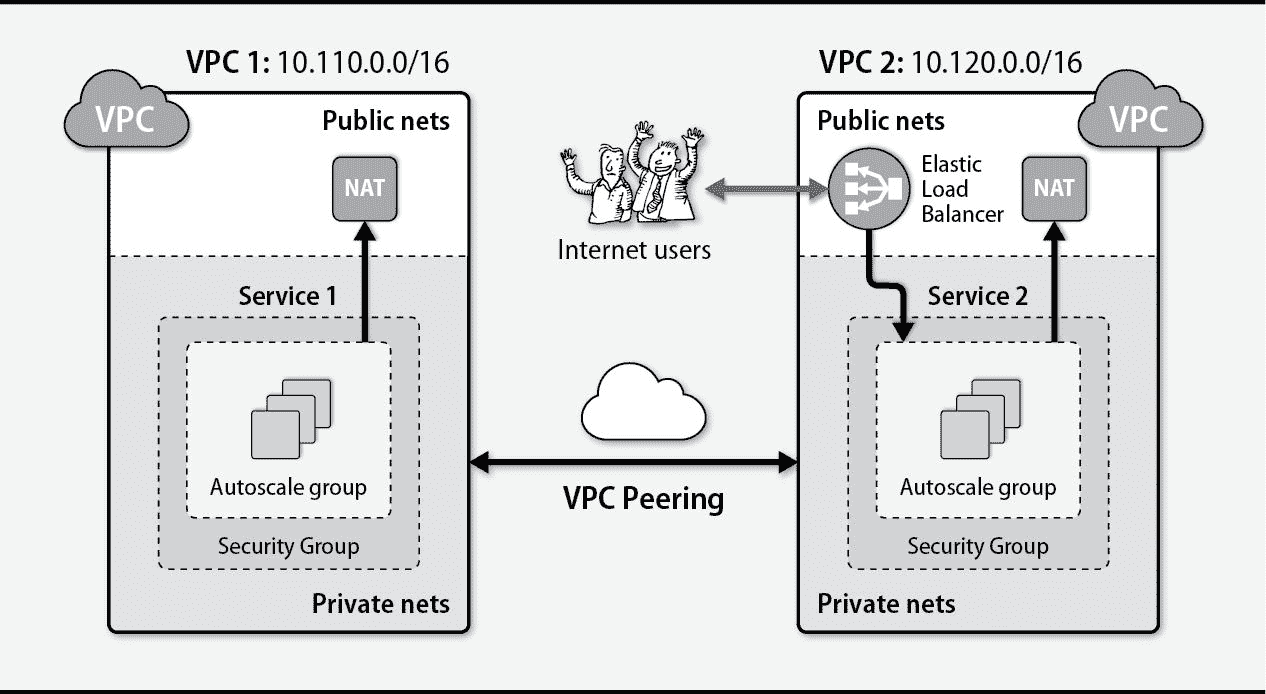 VPC 1: 10.110.0.0/16
VPC
Public nets
NAT
Service 1
Autoscale group
Security Group
Private nets
Internet users
VPC Peering
VPC 2: 10.120.0.0/16
VPC
Public nets
Elastic
Load
Balancer
NAT
Service 2
Autoscale group
Security Group
Private nets